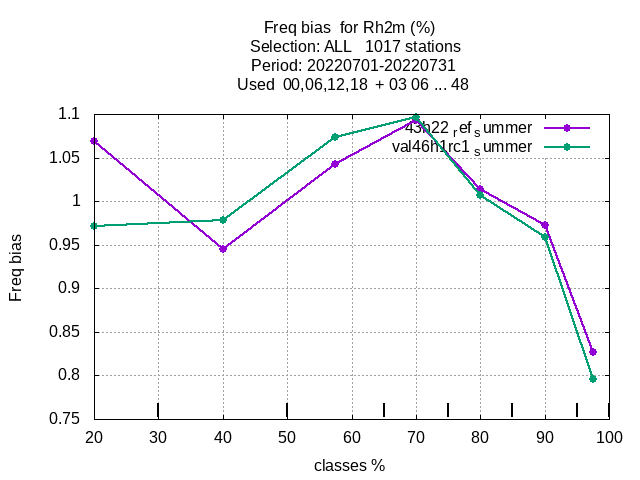 Freq bias  for Rh2m (%)
Selection: ALL   1017 stations
Period: 20220701-20220731
Used  00,06,12,18  + 03 06 ... 48
1.1
43h22_ref_summer
val46h1rc1_summer
1.05
1
0.95
0.9
0.85
0.8
0.75
Freq bias
20 30 40 50 60 70 80 90 100
classes %